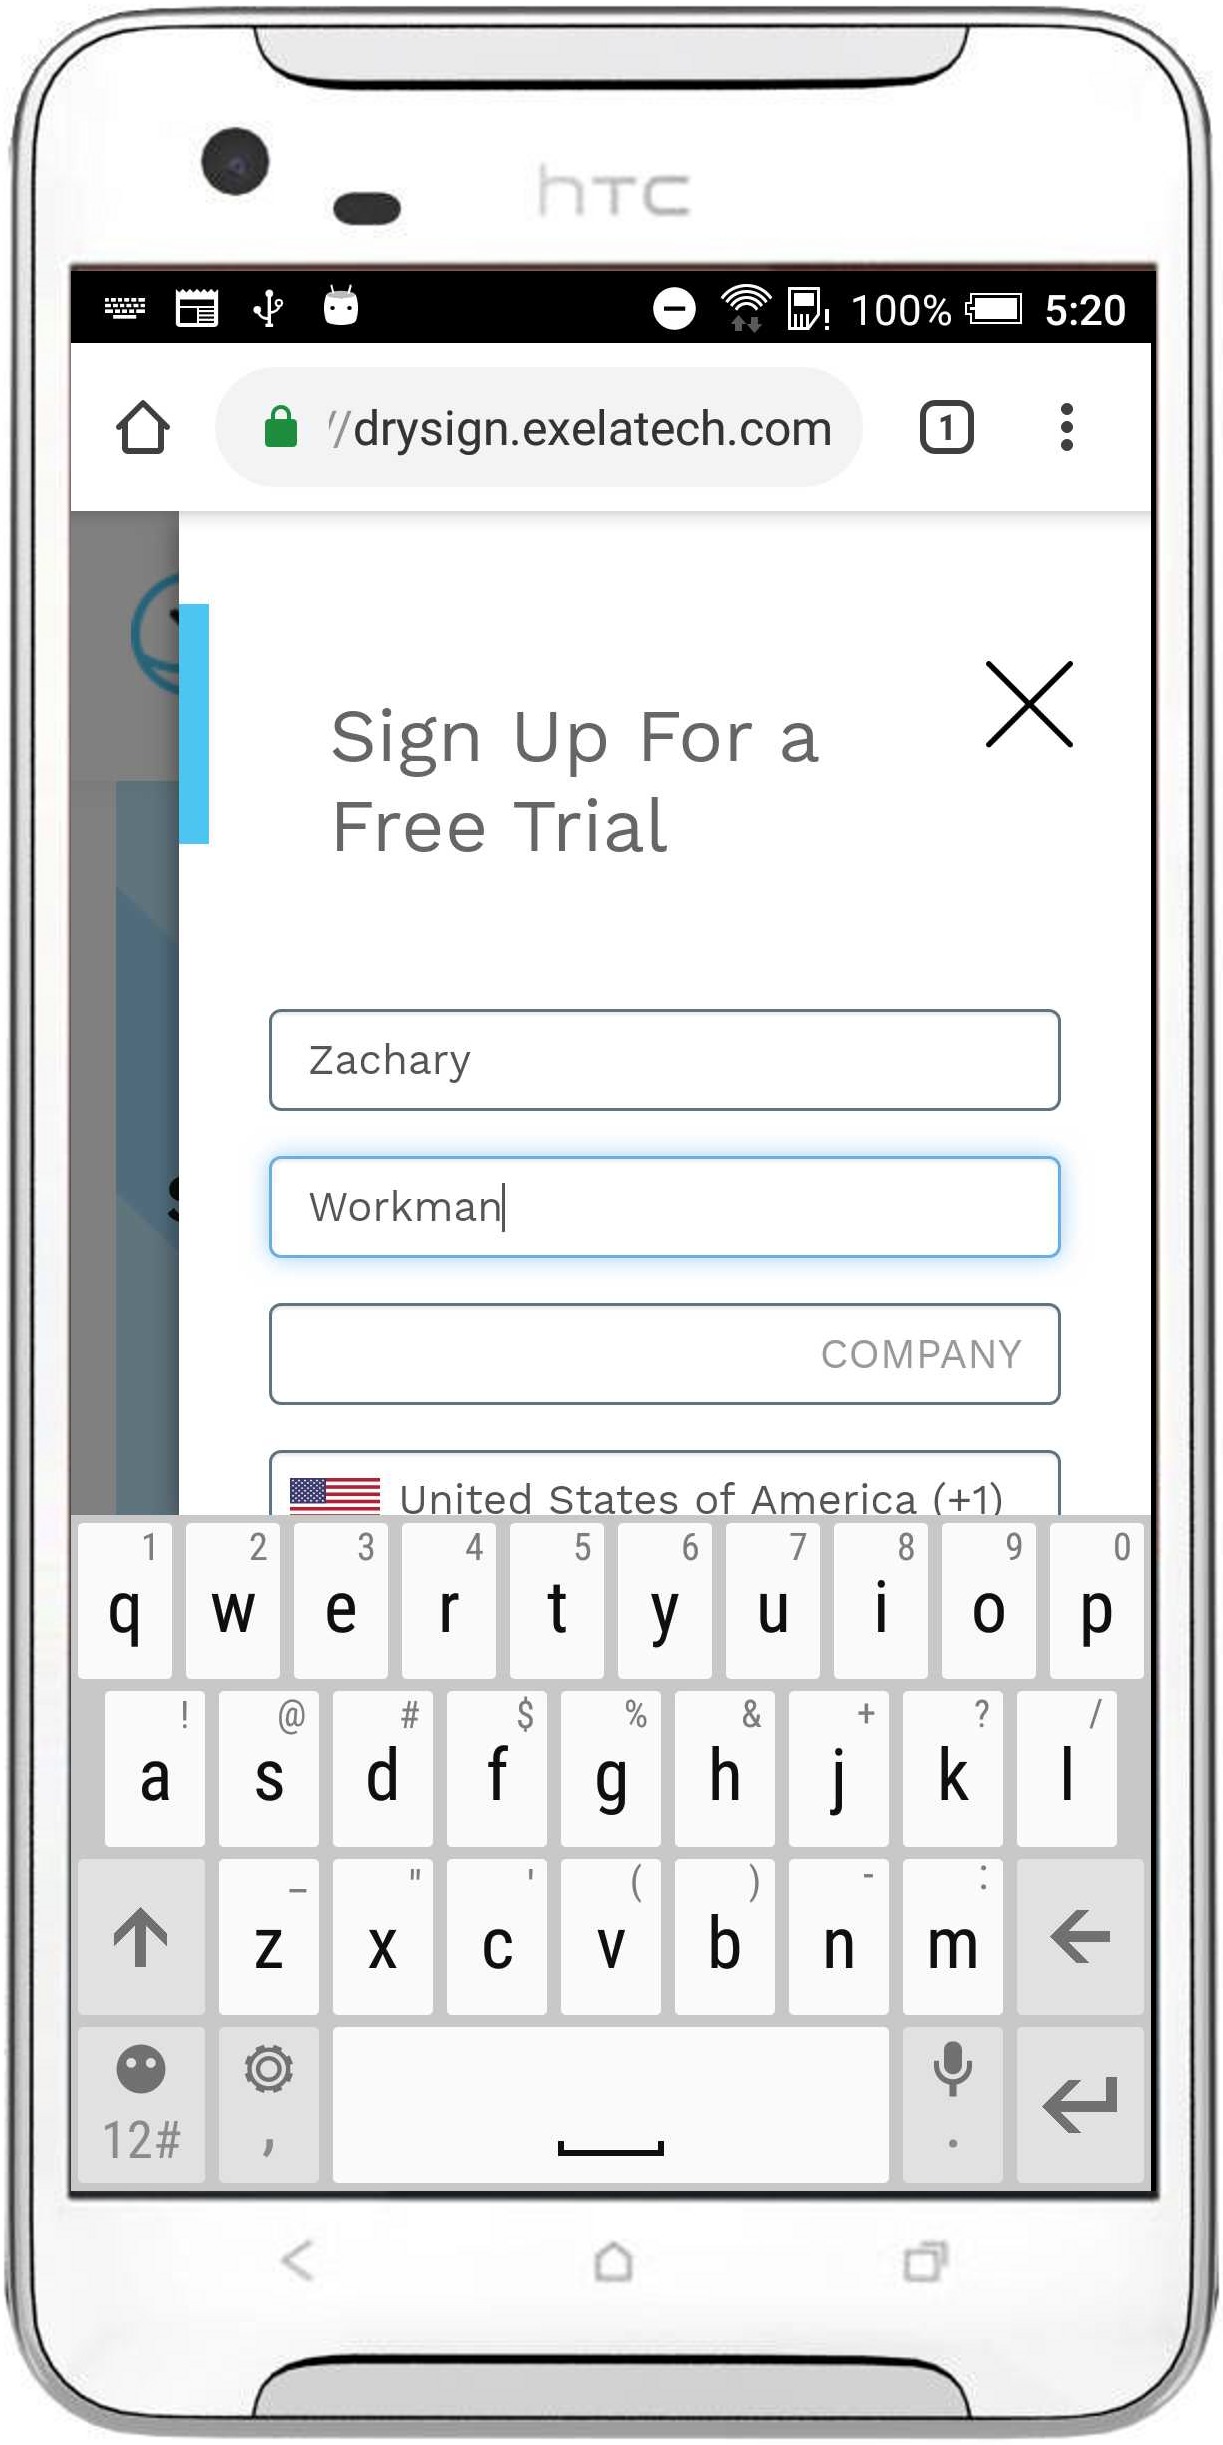 hTC
100% 5:20
//drysign.exelatech.com 1
Sign Up For a
Free Trial
Zachary
Workman
COMPANY
United States of America (+1)
1 2 3 4 5 6 7 8 9 0
q w e r t y u i o p
! @ # $ % & + ? /
a s d f g h j k l
_ " ' ( ) - :
z x c v b n m
12# , .